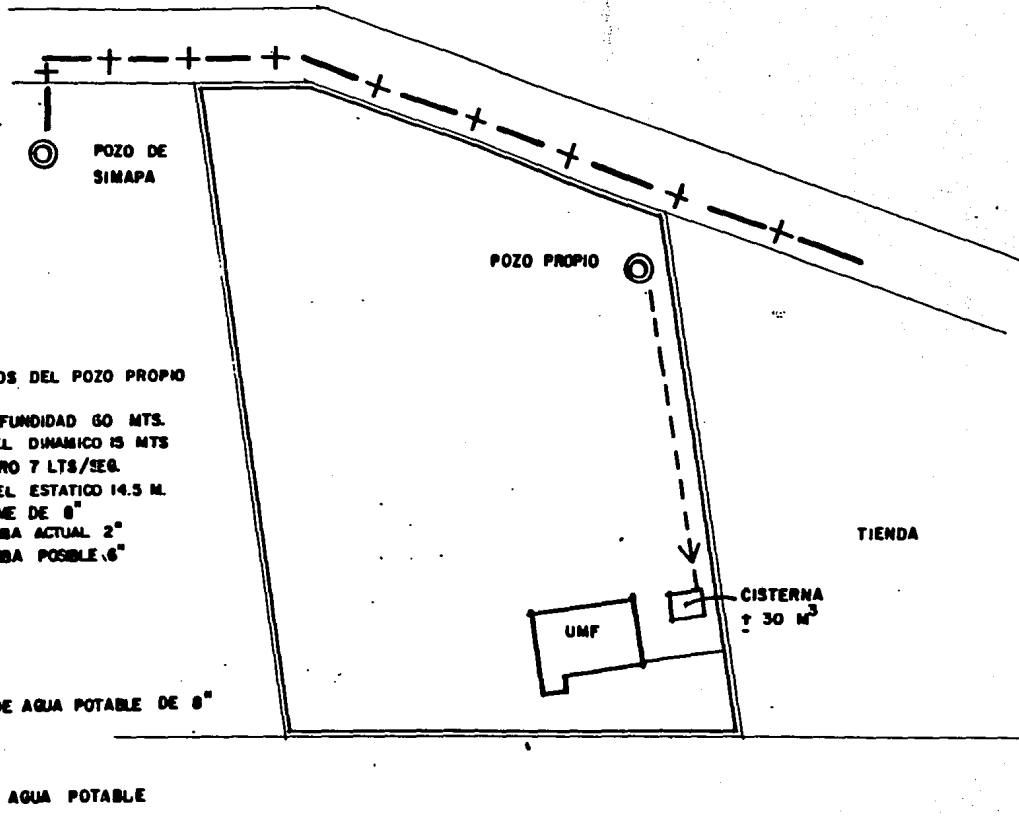 POZO DE
SIMAPA
POZO PROPIO
OS DEL POZO PROPIO
FUNDIDAD 60 MTS.
EL DINAMICO 15 MTS
RO 7 LTS/SEG.
EL ESTATICO 14.5 M.
ME DE 8"
BA ACTUAL 2"
BA POSIBLE 6"
TIENDA
CISTERNA
± 30 M³
UMF
DE AGUA POTABLE DE 8"
AGUA POTABLE